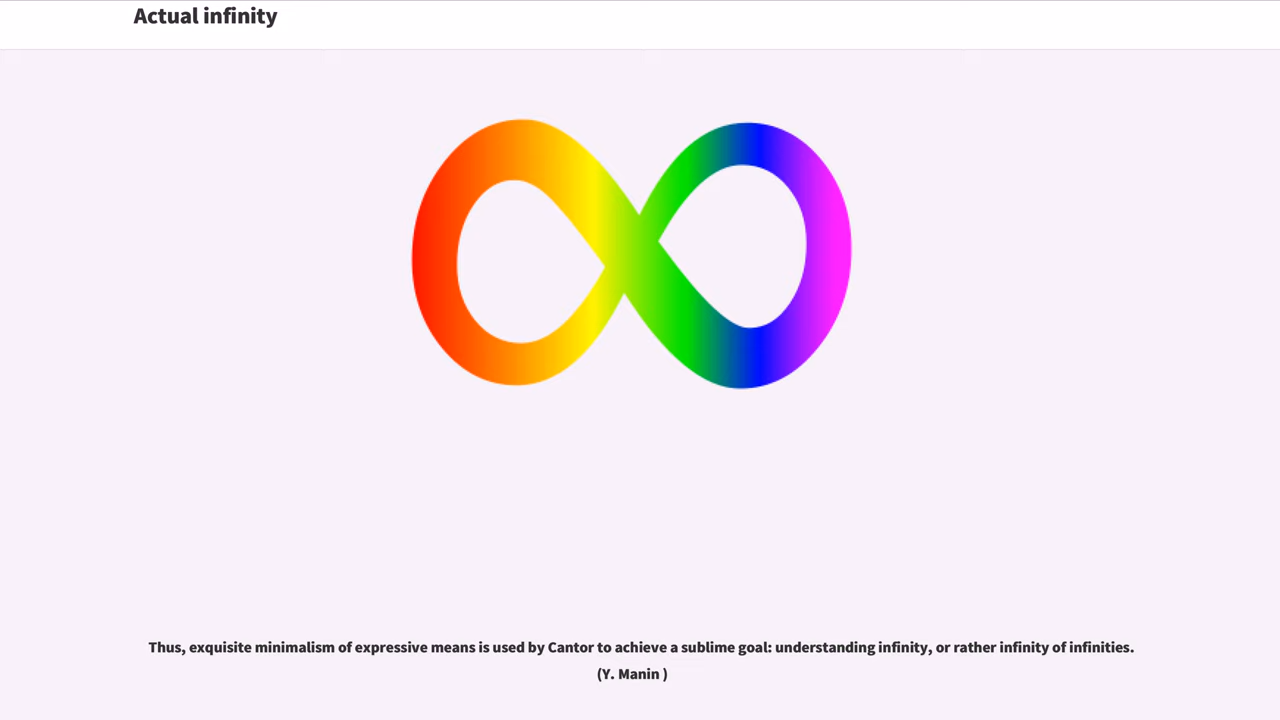 Actual infinity
Thus, exquisite minimalism of expressive means is used by Cantor to achieve a sublime goal: understanding infinity, or rather infinity of infinities.
(Y. Manin )